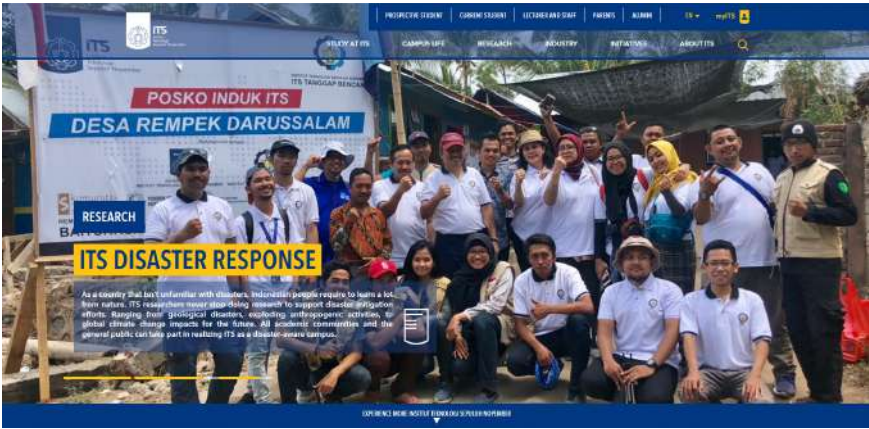 PROSPECTIVE STUDENT | CURRENT STUDENT | LECTURER AND STAFF | PARENTS | ALUMNI | EN myITS
ITS
STUDY AT ITS CAMPUS LIFE RESEARCH INDUSTRY INITIATIVES ABOUT ITS
ITS
ITS TANGGAP BENCANA
POSKO INDUK ITS
DESA REMPEK DARUSSALAM
RESEARCH
ITS DISASTER RESPONSE
As a country that isn't unfamiliar with disasters, Indonesian people require to learn a lot
from nature. ITS researchers never stop doing research to support disaster mitigation
efforts. Ranging from geological disasters, exploding anthropogenic activities, to
global climate change impacts for the future. All academic communities and the
general public can take part in realizing ITS as a disaster-aware campus.
EXPERIENCE MORE INSTITUT TEKNOLOGI SEPULUH NOPEMBER